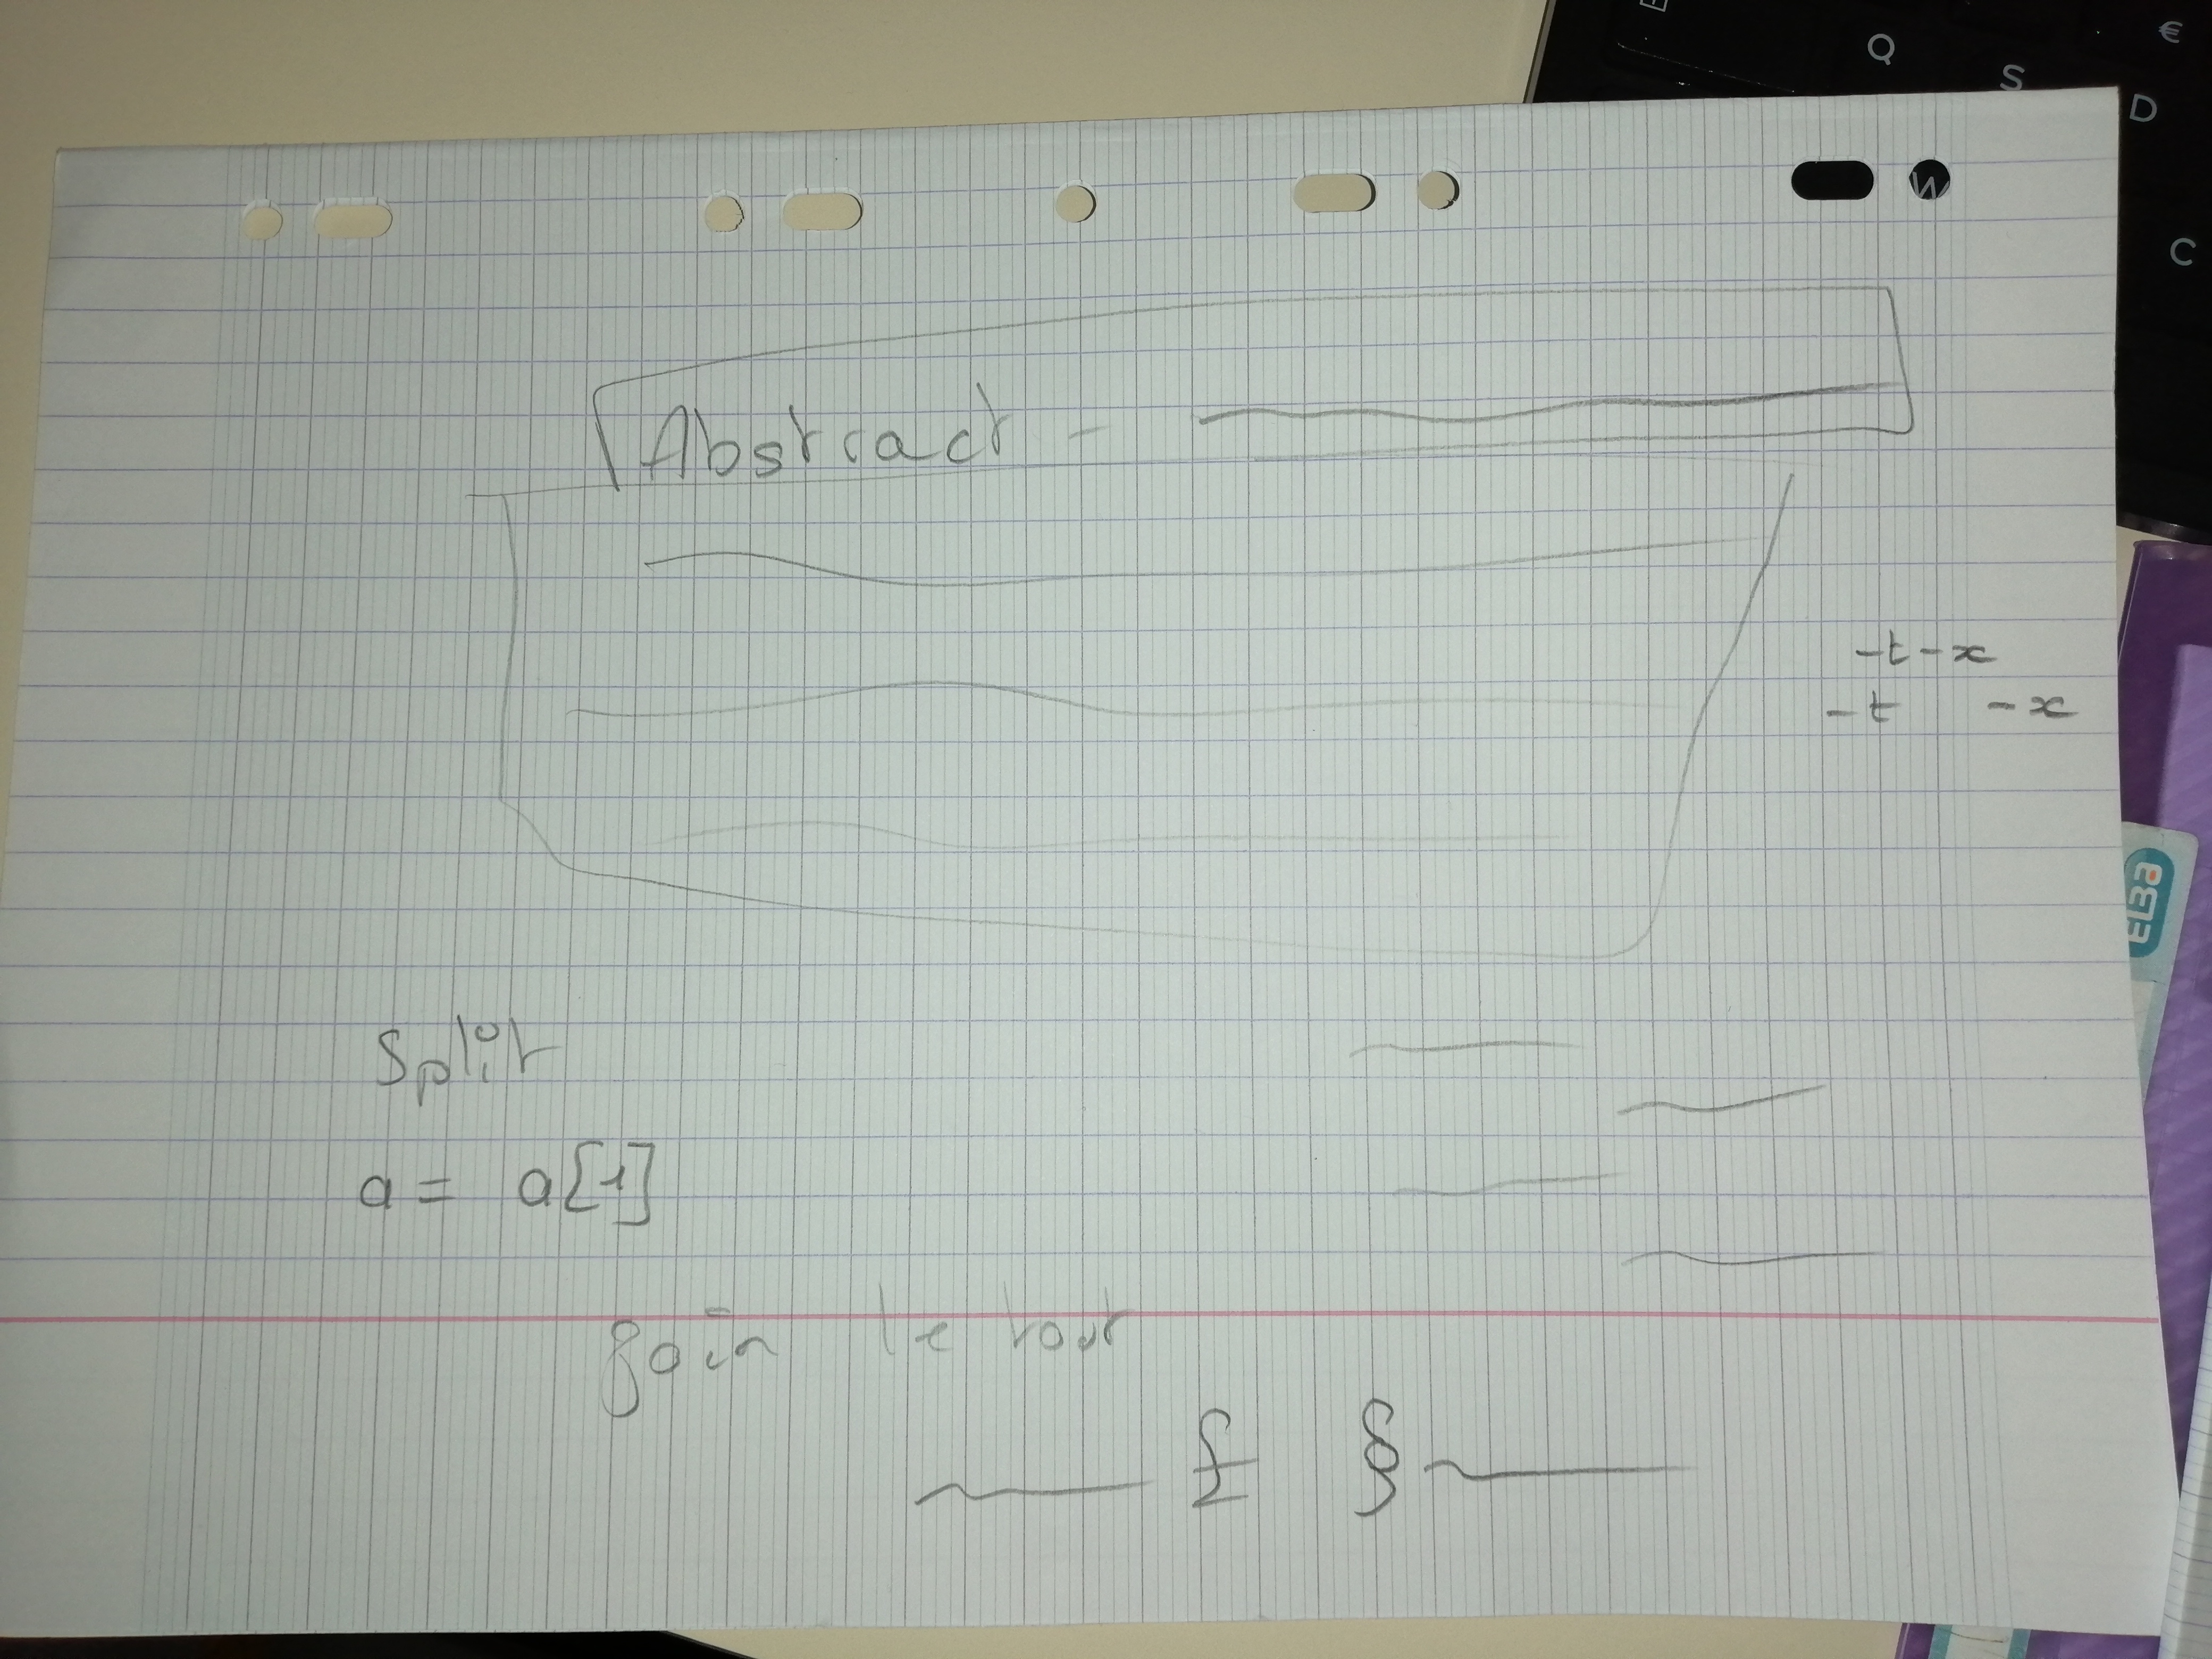 €
Q S D
W
C
Abstract -
-t -x
-t -x
ELBA
Split
a = a[1]
join le tout
£ §